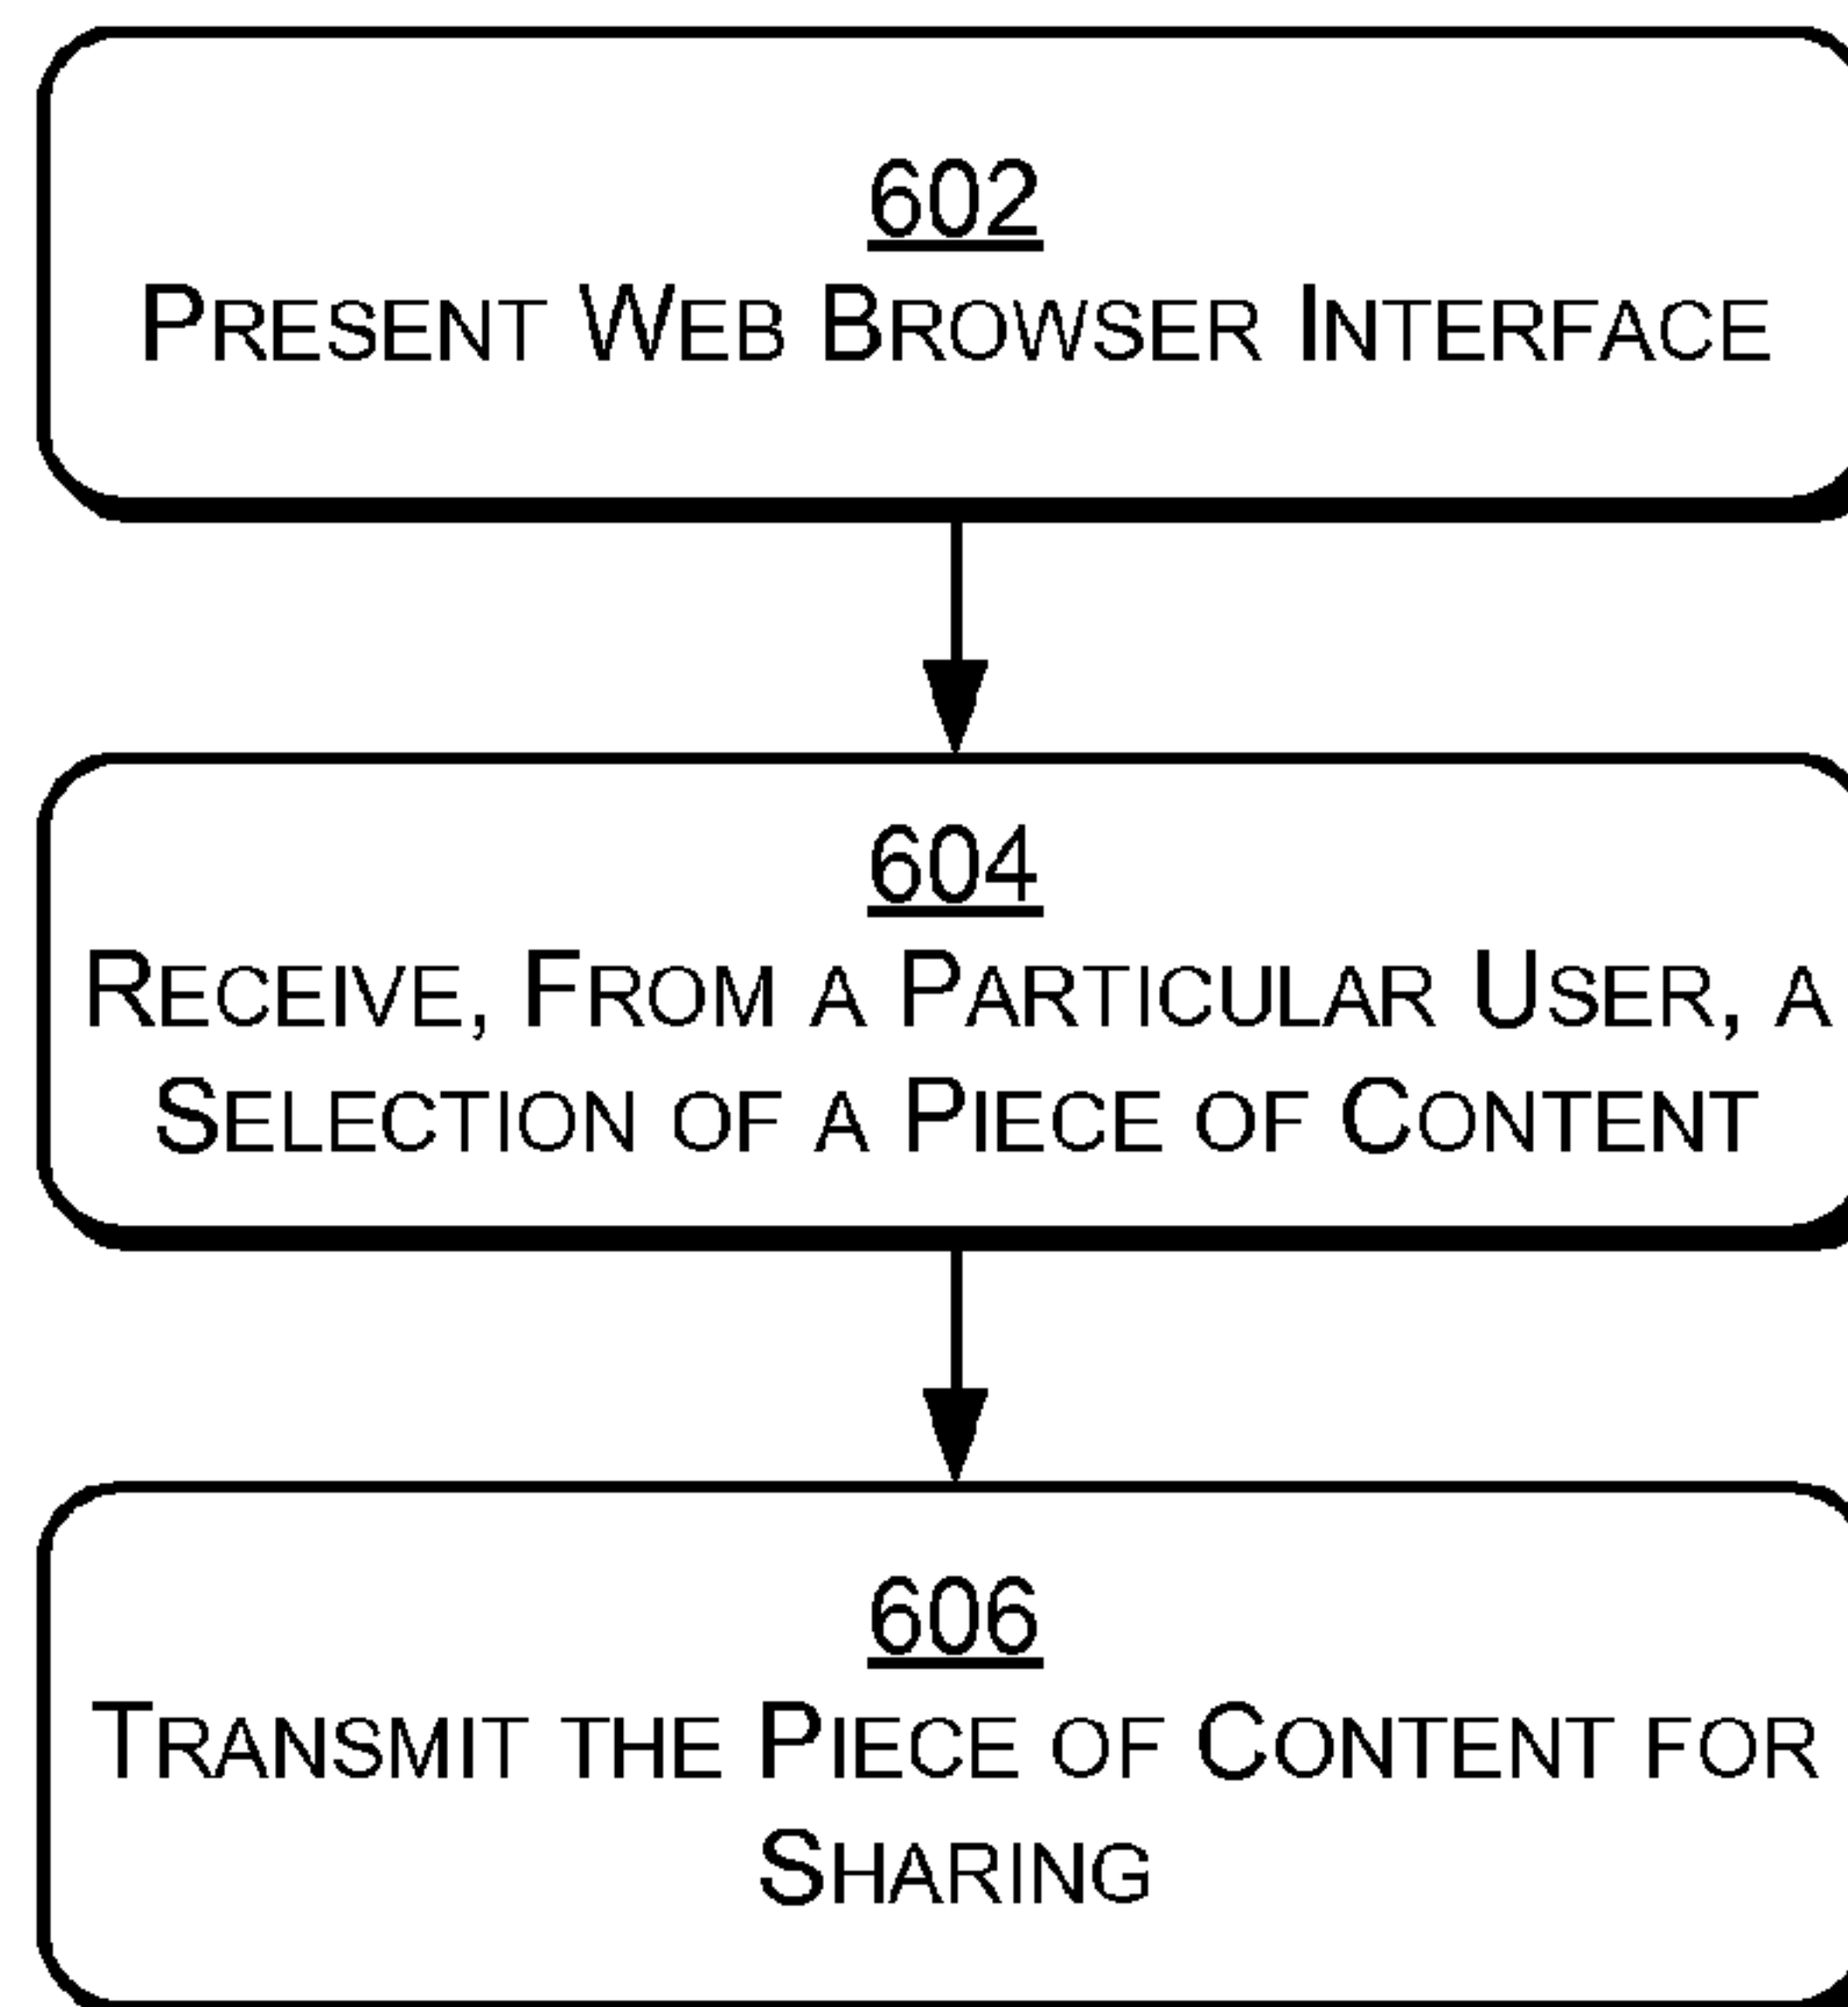 602
Present Web Browser Interface
604
Receive, From a Particular User, a
Selection of a Piece of Content
606
Transmit the Piece of Content for
Sharing